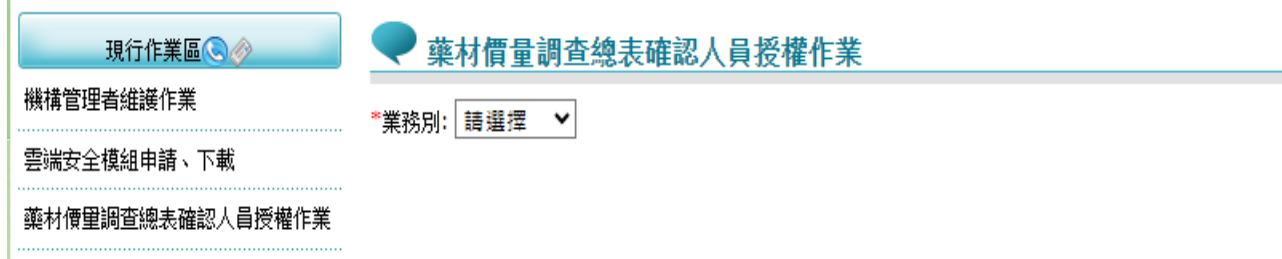 現行作業區
機構管理者維護作業
雲端安全模組申請、下載
藥材價量調查總表確認人員授權作業
藥材價量調查總表確認人員授權作業
*業務別: 請選擇